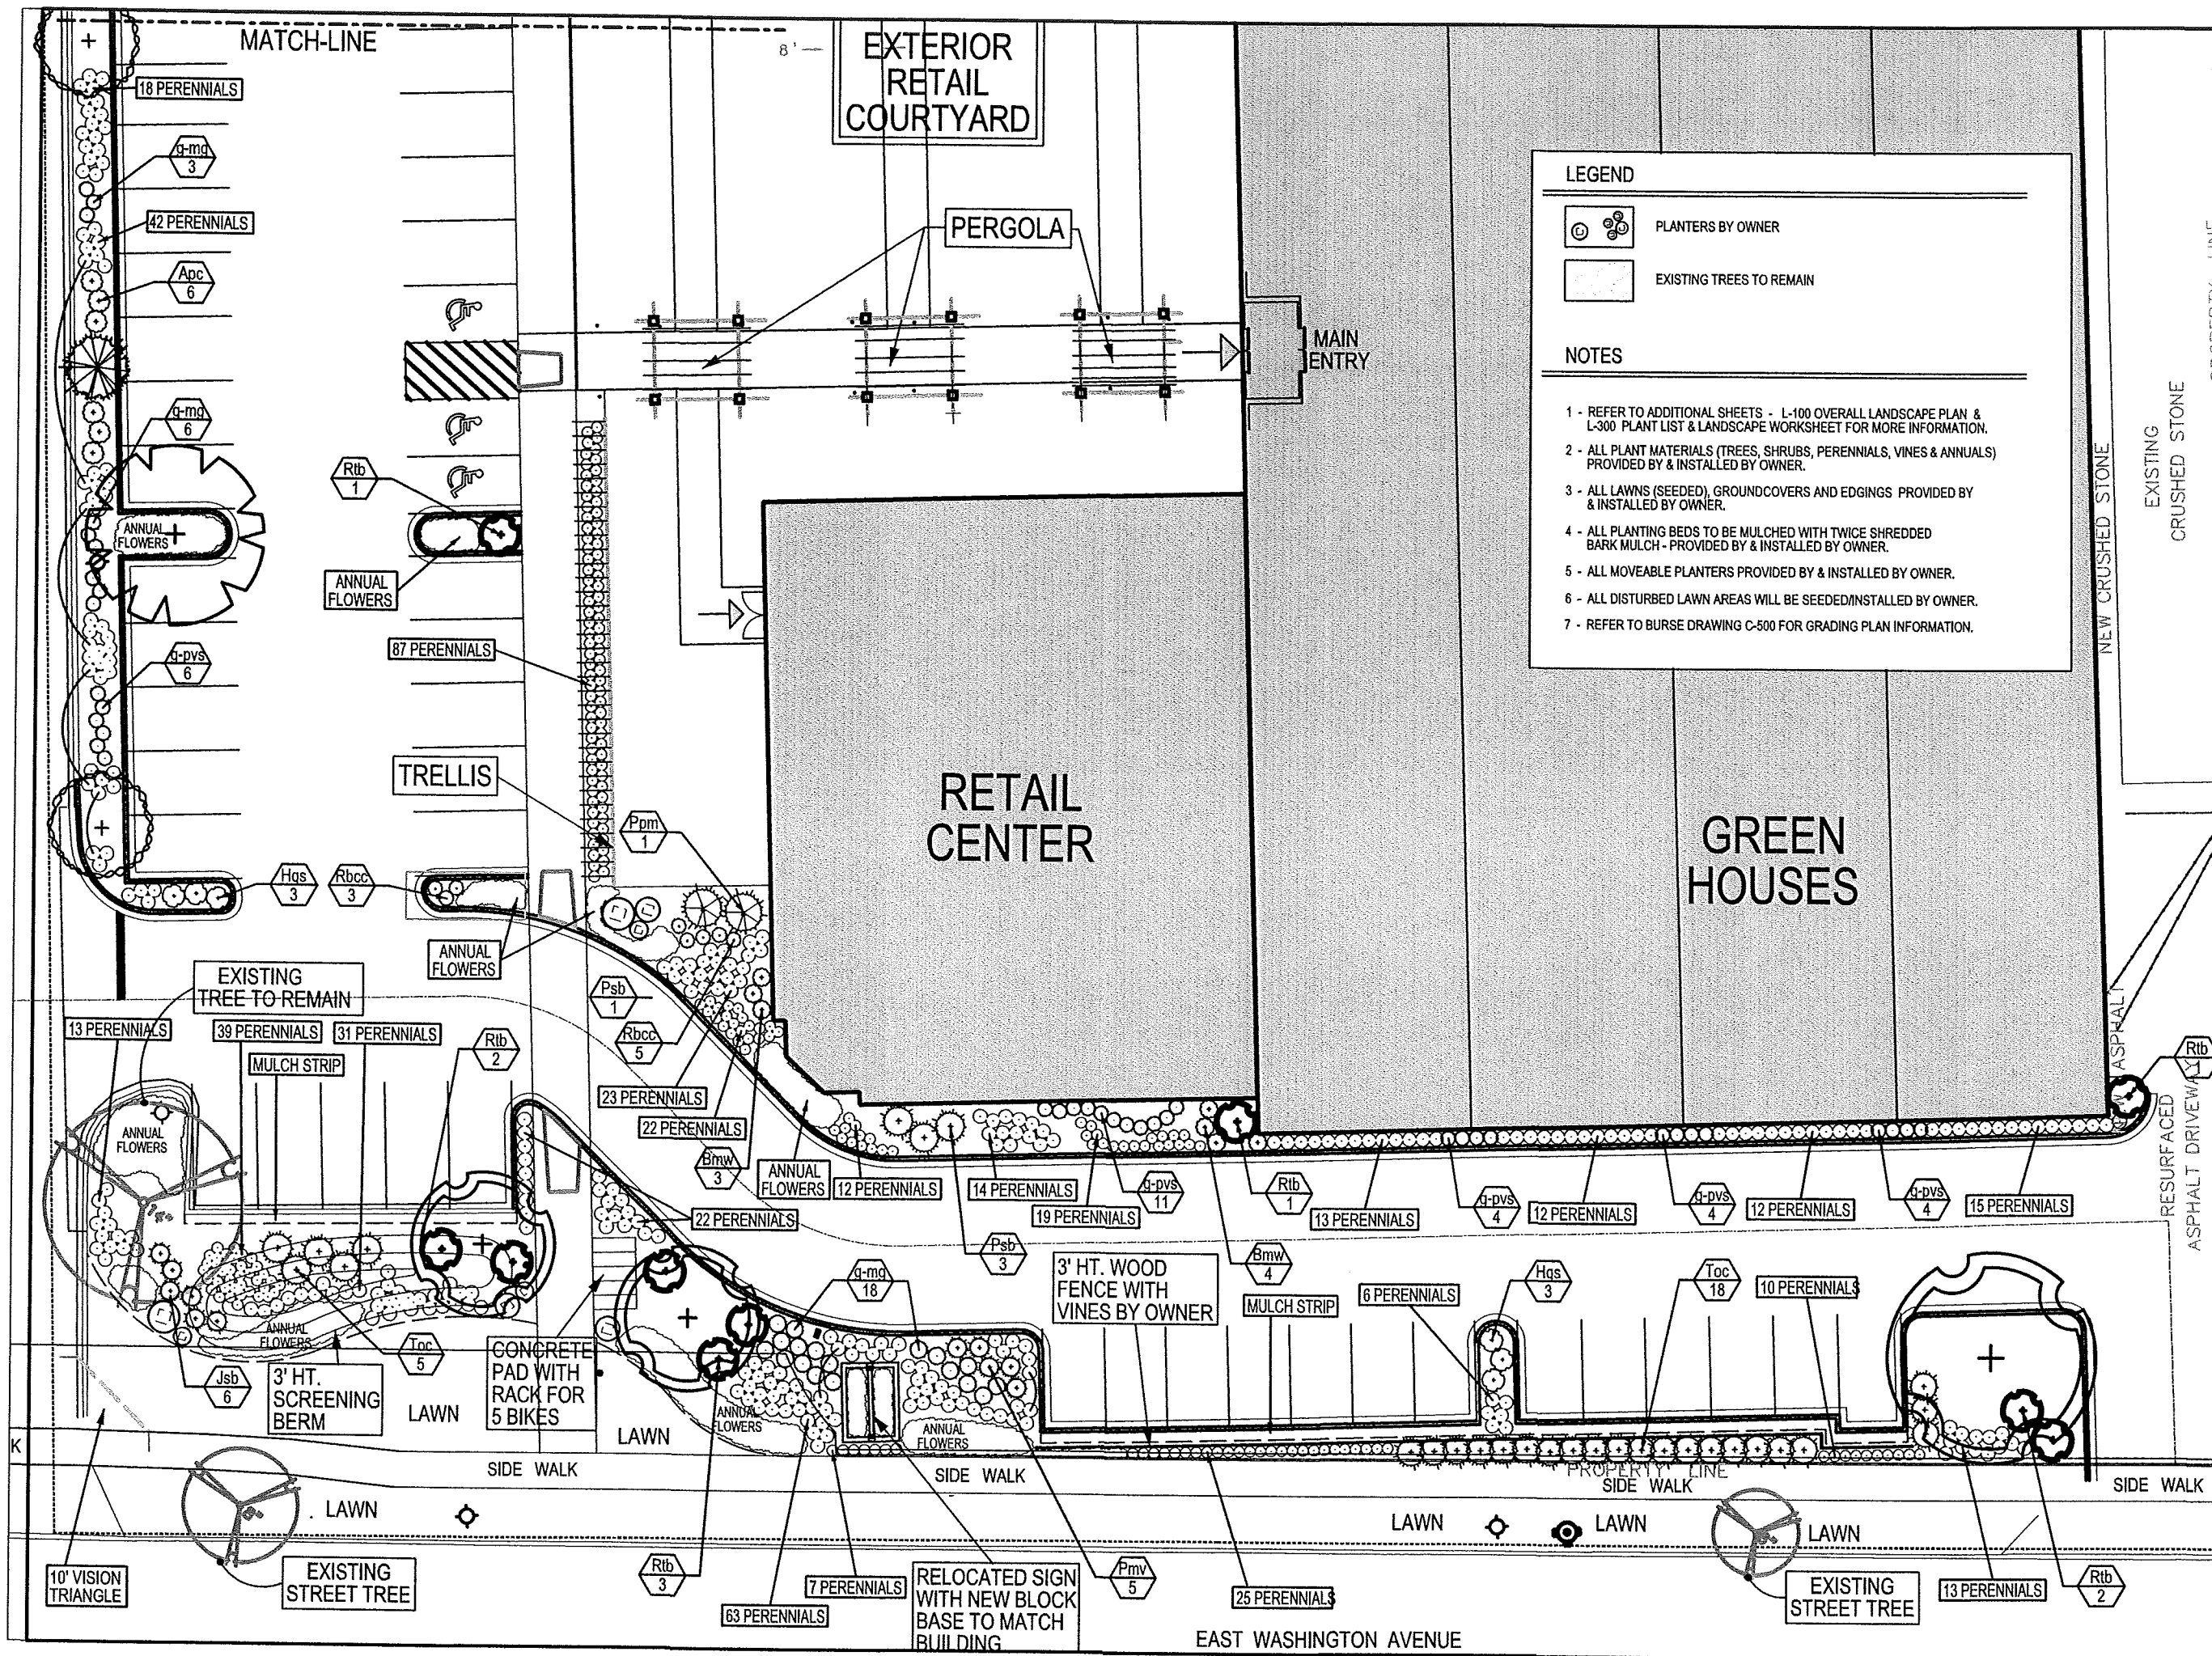 MATCH-LINE
8'
EXTERIOR
RETAIL
COURTYARD
18 PERENNIALS
g-mg
3
42 PERENNIALS
Apc
6
PERGOLA
MAIN
ENTRY
LEGEND
PLANTERS BY OWNER
EXISTING TREES TO REMAIN
NOTES
1 - REFER TO ADDITIONAL SHEETS - L-100 OVERALL LANDSCAPE PLAN &
L-300 PLANT LIST & LANDSCAPE WORKSHEET FOR MORE INFORMATION.
2 - ALL PLANT MATERIALS (TREES, SHRUBS, PERENNIALS, VINES & ANNUALS)
PROVIDED BY & INSTALLED BY OWNER.
3 - ALL LAWNS (SEEDED), GROUNDCOVERS AND EDGINGS PROVIDED BY
& INSTALLED BY OWNER.
4 - ALL PLANTING BEDS TO BE MULCHED WITH TWICE SHREDDED
BARK MULCH - PROVIDED BY & INSTALLED BY OWNER.
5 - ALL MOVEABLE PLANTERS PROVIDED BY & INSTALLED BY OWNER.
6 - ALL DISTURBED LAWN AREAS WILL BE SEEDED/INSTALLED BY OWNER.
7 - REFER TO BURSE DRAWING C-500 FOR GRADING PLAN INFORMATION.
NEW CRUSHED STONE
EXISTING
CRUSHED STONE
g-mg
6
Rtb
1
ANNUAL
FLOWERS
ANNUAL
FLOWERS
87 PERENNIALS
g-pvs
6
TRELLIS
Ppm
1
RETAIL
CENTER
GREEN
HOUSES
Hgs
3
Rbcc
3
ANNUAL
FLOWERS
EXISTING
TREE TO REMAIN
Psb
1
Rbcc
5
13 PERENNIALS
39 PERENNIALS
31 PERENNIALS
MULCH STRIP
Rtb
2
23 PERENNIALS
22 PERENNIALS
Bmw
3
ANNUAL
FLOWERS
ANNUAL
FLOWERS
12 PERENNIALS
14 PERENNIALS
19 PERENNIALS
g-pvs
11
Rtb
1
13 PERENNIALS
g-pvs
4
12 PERENNIALS
g-pvs
4
12 PERENNIALS
g-pvs
4
15 PERENNIALS
Rtb
1
ASPHALT
RESURFACED
ASPHALT DRIVEWAY
22 PERENNIALS
Psb
3
Bmw
4
g-mg
18
3' HT. WOOD
FENCE WITH
VINES BY OWNER
MULCH STRIP
6 PERENNIALS
Hgs
3
Toc
18
10 PERENNIALS
ANNUAL
FLOWERS
Toc
5
Jsb
6
3' HT.
SCREENING
BERM
LAWN
CONCRETE
PAD WITH
RACK FOR
5 BIKES
LAWN
ANNUAL
FLOWERS
ANNUAL
FLOWERS
K
SIDE WALK
SIDE WALK
PROPERTY LINE
SIDE WALK
SIDE WALK
LAWN
LAWN
LAWN
LAWN
10' VISION
TRIANGLE
EXISTING
STREET TREE
Rtb
3
63 PERENNIALS
7 PERENNIALS
RELOCATED SIGN
WITH NEW BLOCK
BASE TO MATCH
BUILDING
Pmv
5
25 PERENNIALS
EXISTING
STREET TREE
13 PERENNIALS
Rtb
2
EAST WASHINGTON AVENUE